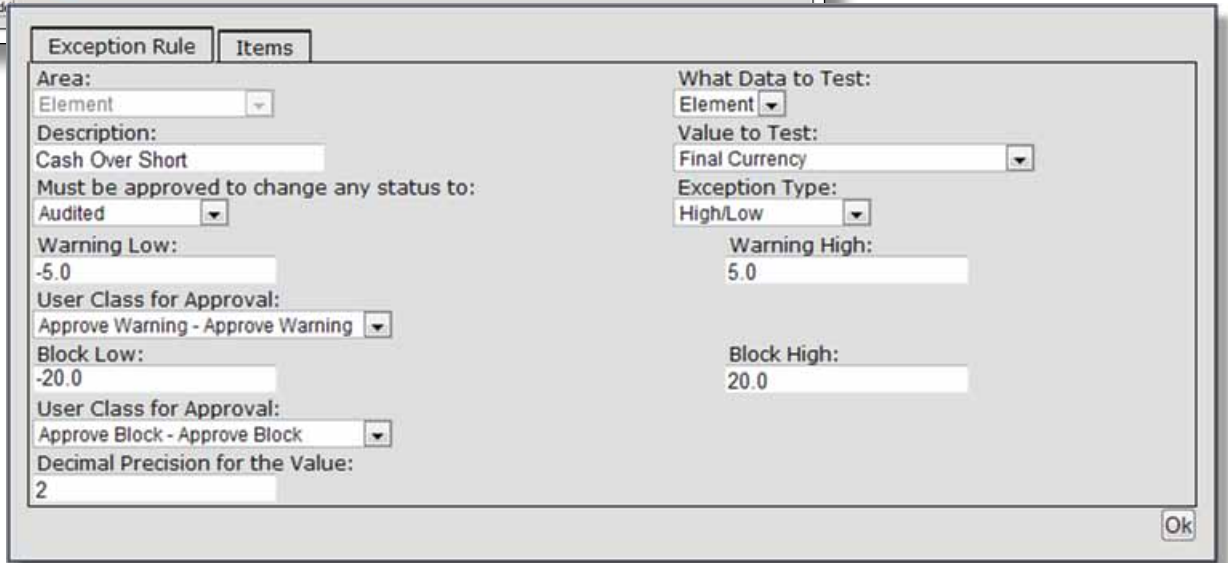 Exception Rule Items
Area: What Data to Test:
Element Element
Description: Value to Test:
Cash Over Short Final Currency
Must be approved to change any status to: Exception Type:
Audited High/Low
Warning Low: Warning High:
-5.0 5.0
User Class for Approval:
Approve Warning - Approve Warning
Block Low: Block High:
-20.0 20.0
User Class for Approval:
Approve Block - Approve Block
Decimal Precision for the Value:
2
Ok